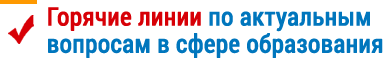 Горячие линии по актуальным
вопросам в сфере образования